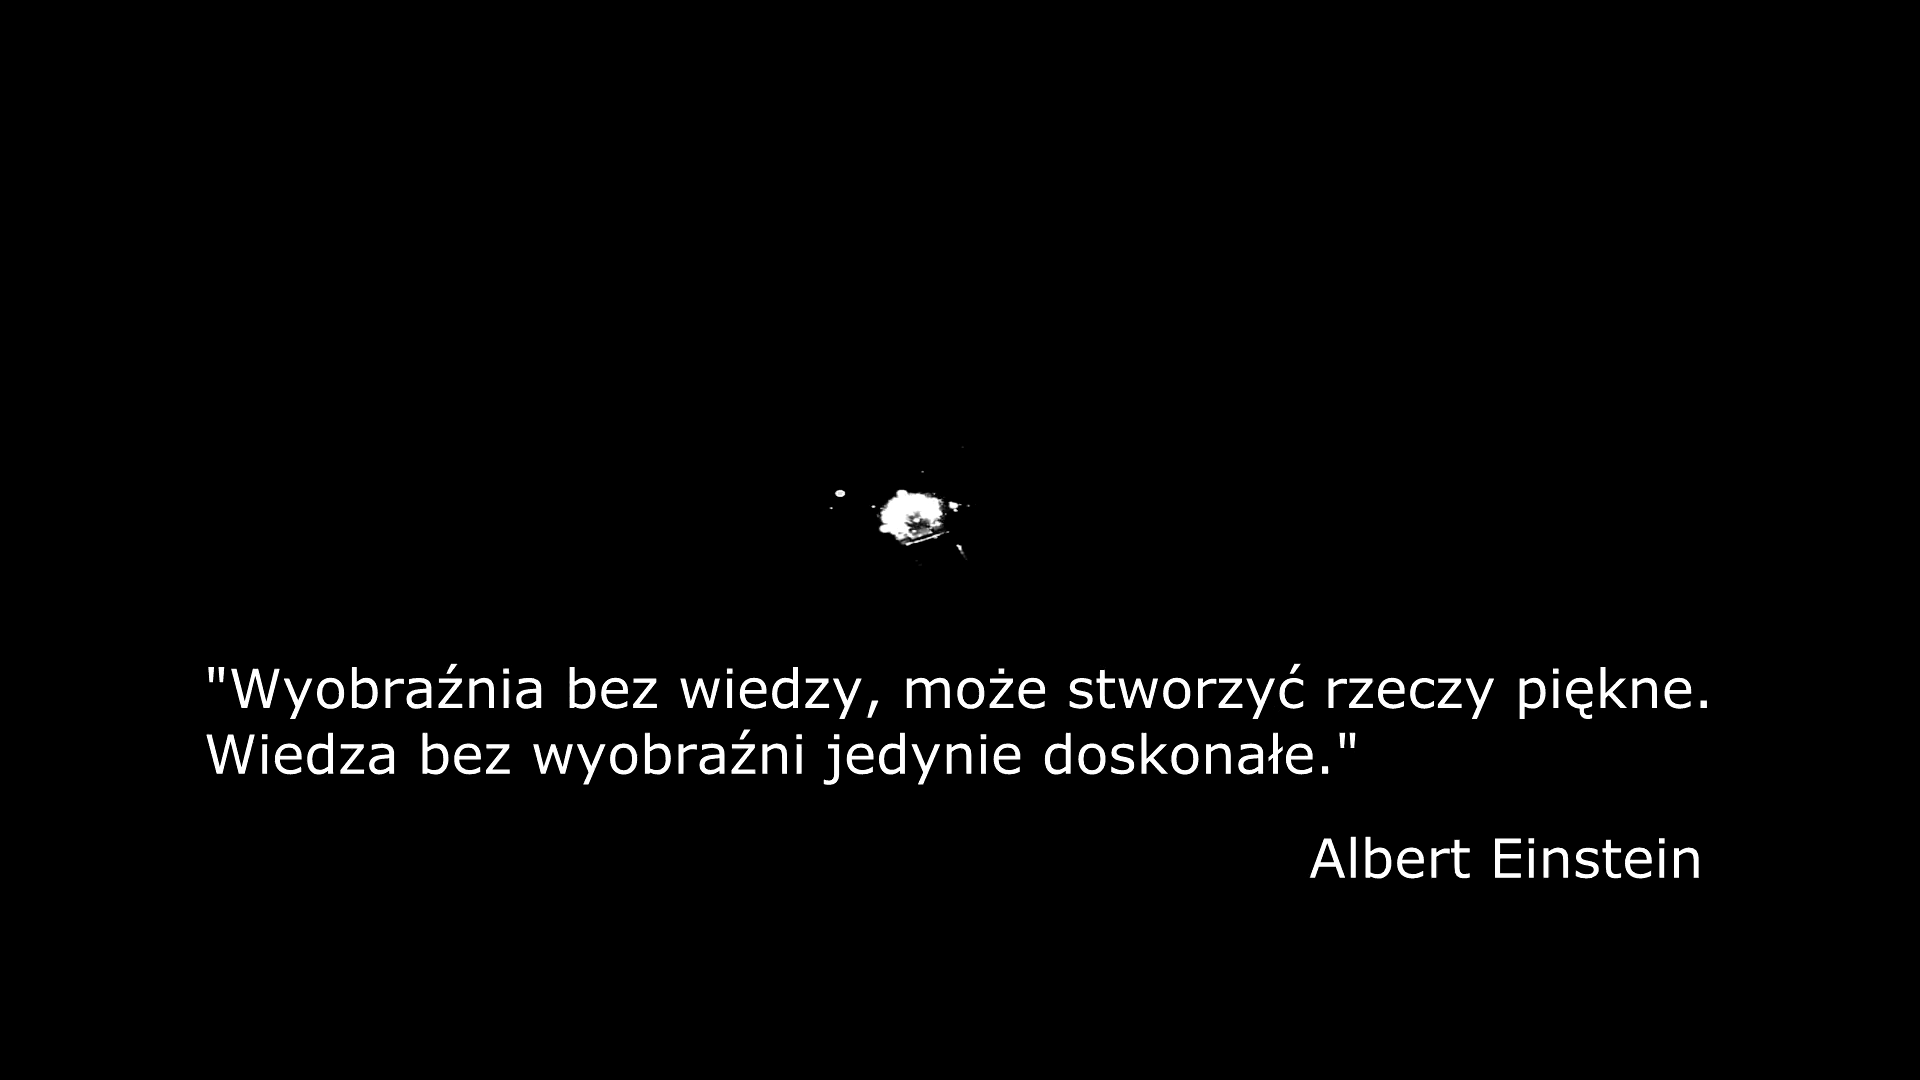 "Wyobraźnia bez wiedzy, może stworzyć rzeczy piękne.
Wiedza bez wyobraźni jedynie doskonałe."
Albert Einstein